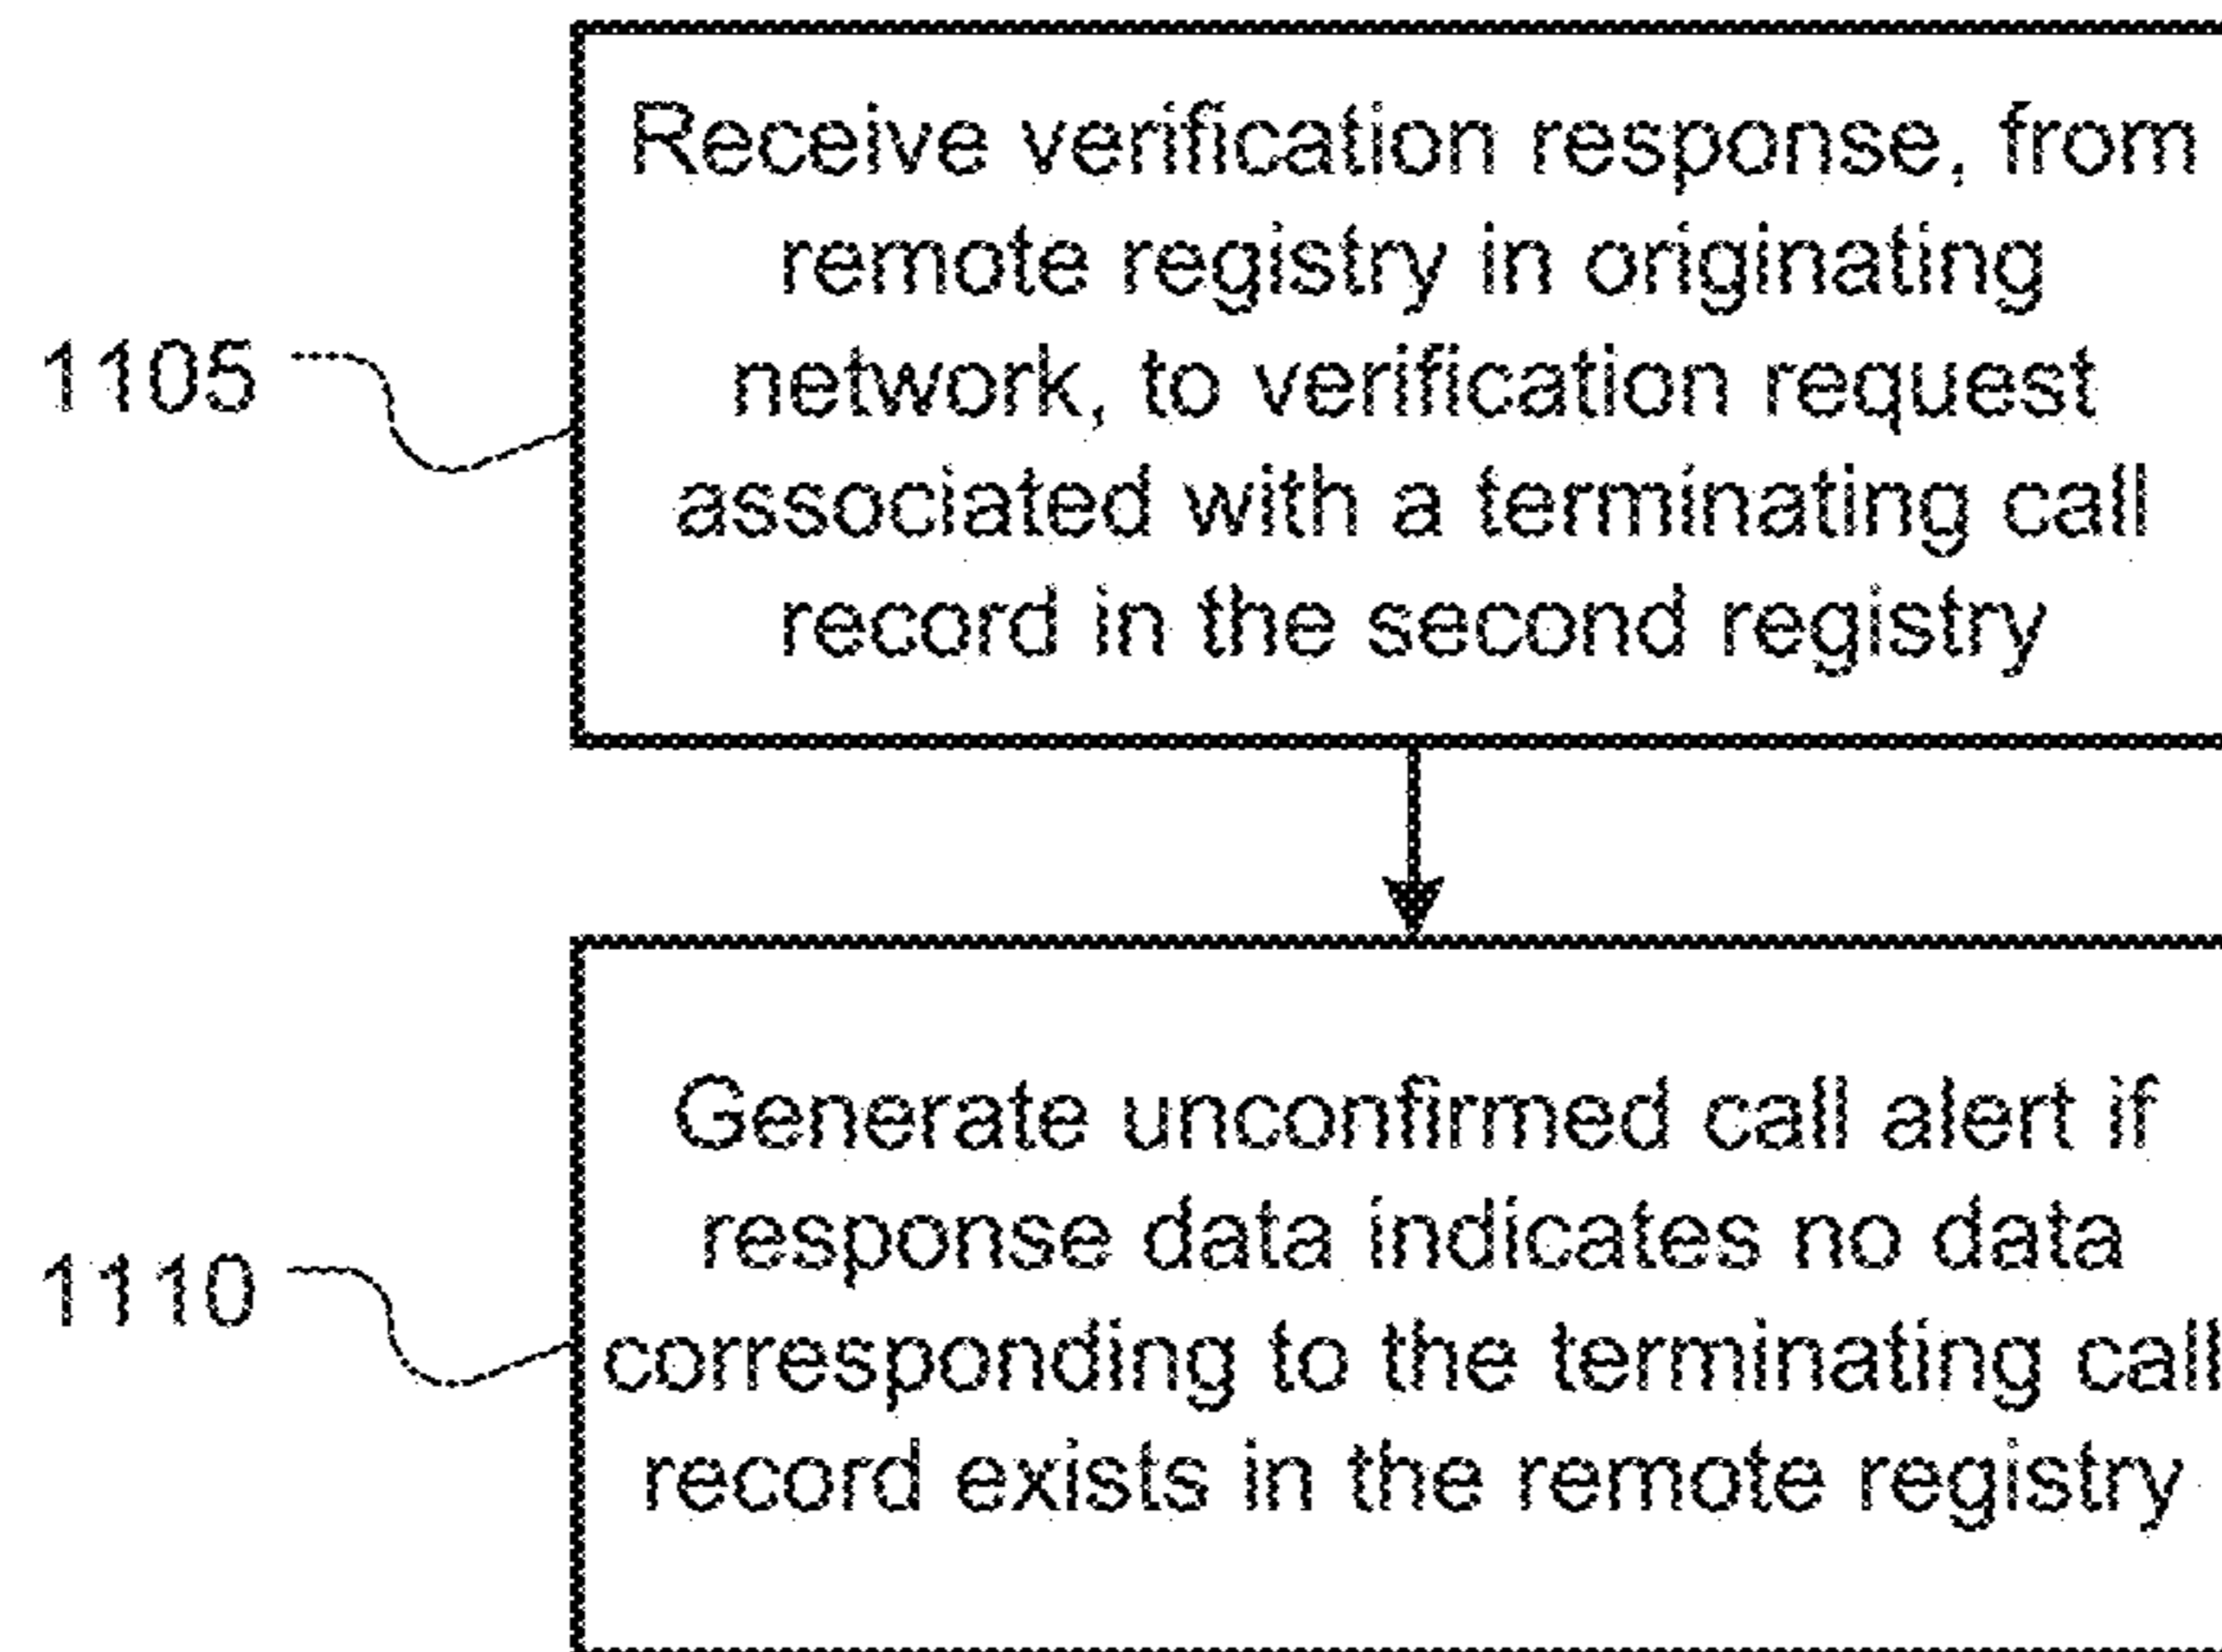 Receive verification response, from
remote registry in originating
network, to verification request
associated with a terminating call
record in the second registry
1105
Generate unconfirmed call alert if
response data indicates no data
corresponding to the terminating call
record exists in the remote registry
1110